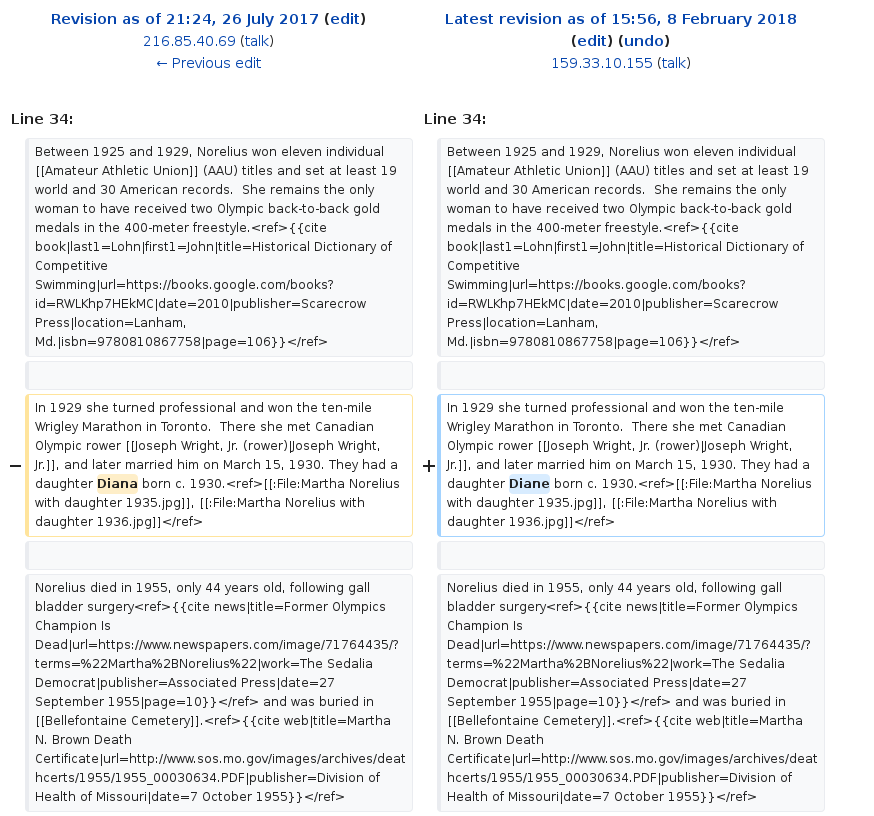 Revision as of 21:24, 26 July 2017 (edit)
216.85.40.69 (talk)
← Previous edit
Latest revision as of 15:56, 8 February 2018
(edit) (undo)
159.33.10.155 (talk)
Line 34:
Line 34:
Between 1925 and 1929, Norelius won eleven individual
[[Amateur Athletic Union]] (AAU) titles and set at least 19
world and 30 American records.  She remains the only
woman to have received two Olympic back-to-back gold
medals in the 400-meter freestyle.<ref>{{cite
book|last1=Lohn|first1=John|title=Historical Dictionary of
Competitive
Swimming|url=https://books.google.com/books?
id=RWLKhp7HEkMC|date=2010|publisher=Scarecrow
Press|location=Lanham,
Md.|isbn=9780810867758|page=106}}</ref>
Between 1925 and 1929, Norelius won eleven individual
[[Amateur Athletic Union]] (AAU) titles and set at least 19
world and 30 American records.  She remains the only
woman to have received two Olympic back-to-back gold
medals in the 400-meter freestyle.<ref>{{cite
book|last1=Lohn|first1=John|title=Historical Dictionary of
Competitive
Swimming|url=https://books.google.com/books?
id=RWLKhp7HEkMC|date=2010|publisher=Scarecrow
Press|location=Lanham,
Md.|isbn=9780810867758|page=106}}</ref>
−
In 1929 she turned professional and won the ten-mile
Wrigley Marathon in Toronto.  There she met Canadian
Olympic rower [[Joseph Wright, Jr. (rower)|Joseph Wright,
Jr.]], and later married him on March 15, 1930. They had a
daughter Diana born c. 1930.<ref>[[:File:Martha Norelius
with daughter 1935.jpg]], [[:File:Martha Norelius with
daughter 1936.jpg]]</ref>
+
In 1929 she turned professional and won the ten-mile
Wrigley Marathon in Toronto.  There she met Canadian
Olympic rower [[Joseph Wright, Jr. (rower)|Joseph Wright,
Jr.]], and later married him on March 15, 1930. They had a
daughter Diane born c. 1930.<ref>[[:File:Martha Norelius
with daughter 1935.jpg]], [[:File:Martha Norelius with
daughter 1936.jpg]]</ref>
Norelius died in 1955, only 44 years old, following gall
bladder surgery<ref>{{cite news|title=Former Olympics
Champion Is
Dead|url=https://www.newspapers.com/image/71764435/?
terms=%22Martha%2BNorelius%22|work=The Sedalia
Democrat|publisher=Associated Press|date=27
September 1955|page=10}}</ref> and was buried in
[[Bellefontaine Cemetery]].<ref>{{cite web|title=Martha
N. Brown Death
Certificate|url=http://www.sos.mo.gov/images/archives/deat
hcerts/1955/1955_00030634.PDF|publisher=Division of
Health of Missouri|date=7 October 1955}}</ref>
Norelius died in 1955, only 44 years old, following gall
bladder surgery<ref>{{cite news|title=Former Olympics
Champion Is
Dead|url=https://www.newspapers.com/image/71764435/?
terms=%22Martha%2BNorelius%22|work=The Sedalia
Democrat|publisher=Associated Press|date=27
September 1955|page=10}}</ref> and was buried in
[[Bellefontaine Cemetery]].<ref>{{cite web|title=Martha
N. Brown Death
Certificate|url=http://www.sos.mo.gov/images/archives/deat
hcerts/1955/1955_00030634.PDF|publisher=Division of
Health of Missouri|date=7 October 1955}}</ref>